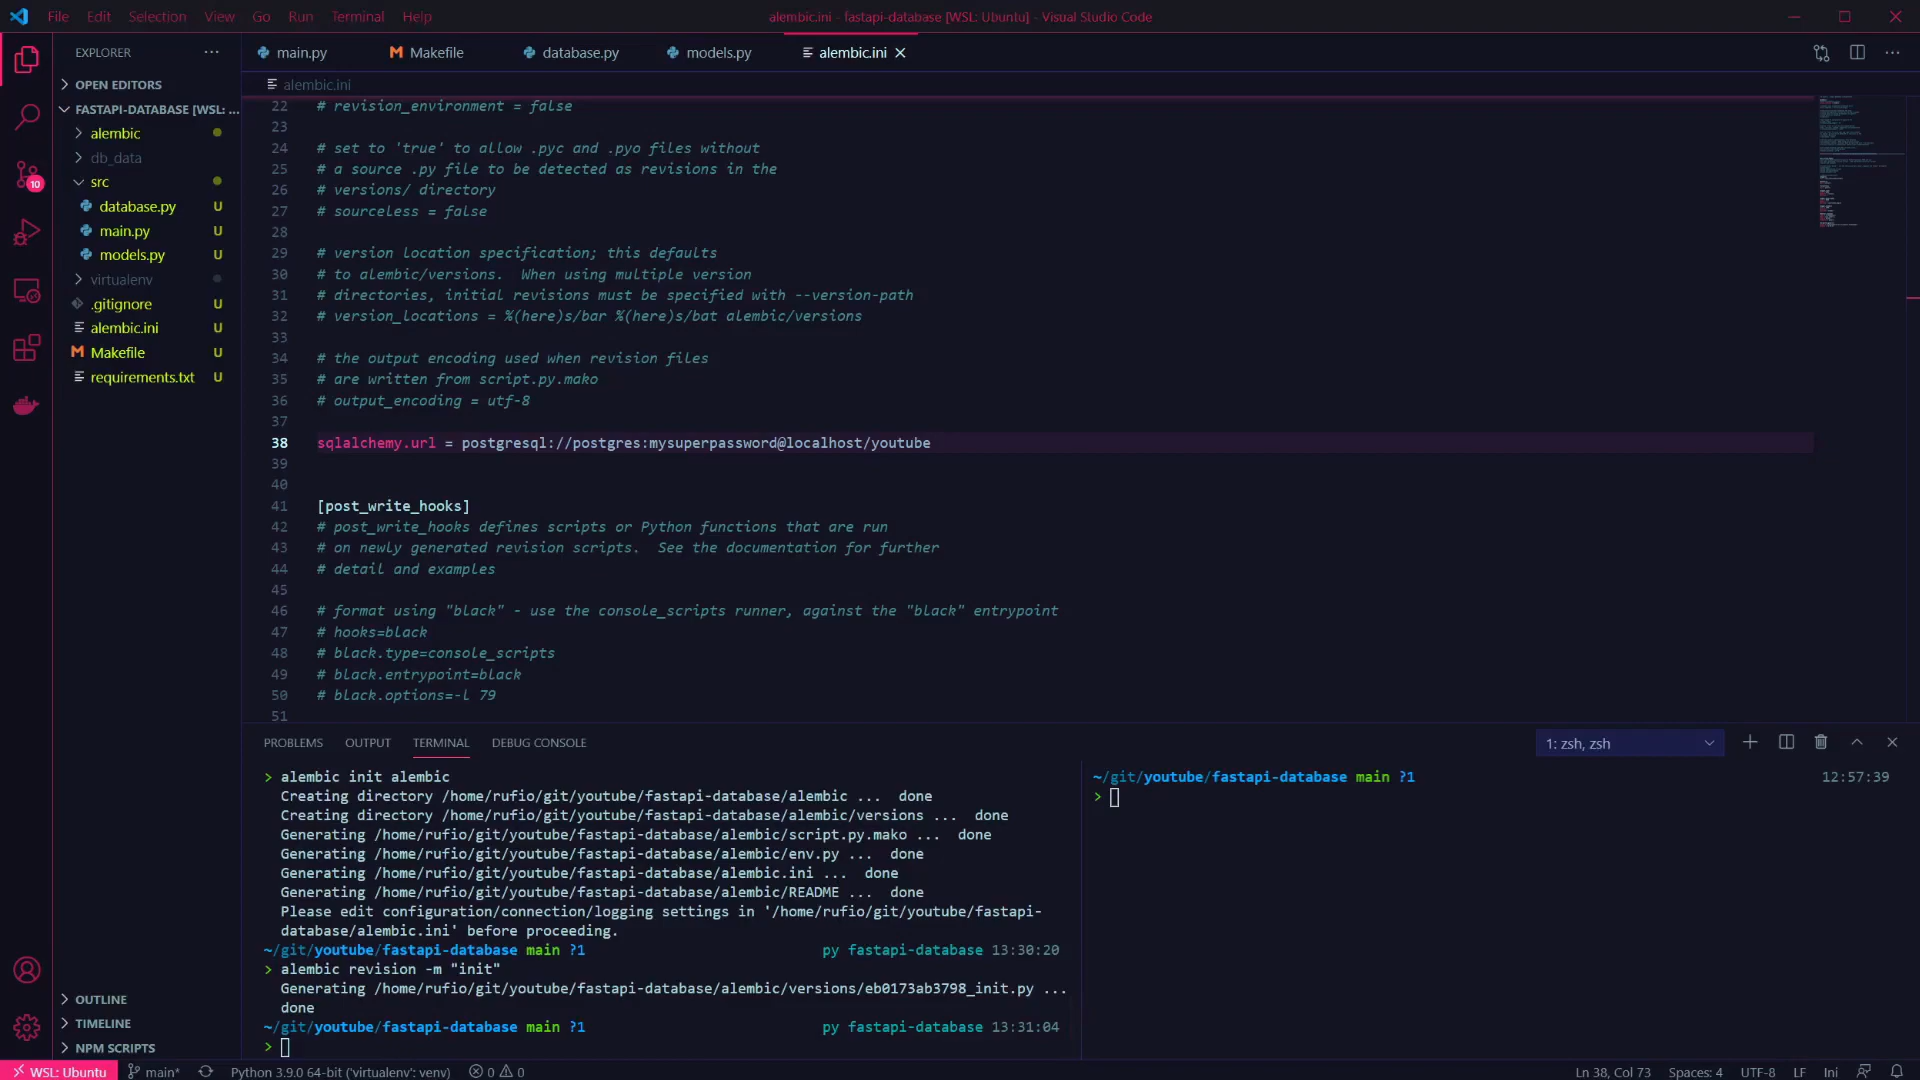 File Edit Selection View Go Run Terminal Help
alembic.ini - fastapi-database [WSL: Ubuntu] - Visual Studio Code
EXPLORER
OPEN EDITORS
FASTAPI-DATABASE [WSL: ...
alembic
db_data
src
database.py U
main.py U
models.py U
virtualenv
.gitignore U
alembic.ini U
Makefile U
requirements.txt U
OUTLINE
TIMELINE
NPM SCRIPTS
10
main.py Makefile database.py models.py alembic.ini
alembic.ini
22 # revision_environment = false
23
24 # set to 'true' to allow .pyc and .pyo files without
25 # a source .py file to be detected as revisions in the
26 # versions/ directory
27 # sourceless = false
28
29 # version location specification; this defaults
30 # to alembic/versions.  When using multiple version
31 # directories, initial revisions must be specified with --version-path
32 # version_locations = %(here)s/bar %(here)s/bat alembic/versions
33
34 # the output encoding used when revision files
35 # are written from script.py.mako
36 # output_encoding = utf-8
37
38 sqlalchemy.url = postgresql://postgres:mysuperpassword@localhost/youtube
39
40
41 [post_write_hooks]
42 # post_write_hooks defines scripts or Python functions that are run
43 # on newly generated revision scripts.  See the documentation for further
44 # detail and examples
45
46 # format using "black" - use the console_scripts runner, against the "black" entrypoint
47 # hooks=black
48 # black.type=console_scripts
49 # black.entrypoint=black
50 # black.options=-l 79
51
PROBLEMS OUTPUT TERMINAL DEBUG CONSOLE
1: zsh, zsh
> alembic init alembic
Creating directory /home/rufio/git/youtube/fastapi-database/alembic ...  done
Creating directory /home/rufio/git/youtube/fastapi-database/alembic/versions ...  done
Generating /home/rufio/git/youtube/fastapi-database/alembic/script.py.mako ...  done
Generating /home/rufio/git/youtube/fastapi-database/alembic/env.py ...  done
Generating /home/rufio/git/youtube/fastapi-database/alembic.ini ...  done
Generating /home/rufio/git/youtube/fastapi-database/alembic/README ...  done
Please edit configuration/connection/logging settings in '/home/rufio/git/youtube/fastapi-
database/alembic.ini' before proceeding.
~/git/youtube/fastapi-database main ?1 py fastapi-database 13:30:20
> alembic revision -m "init"
Generating /home/rufio/git/youtube/fastapi-database/alembic/versions/eb0173ab3798_init.py ...
done
~/git/youtube/fastapi-database main ?1 py fastapi-database 13:31:04
>
~/git/youtube/fastapi-database main ?1 12:57:39
>
WSL: Ubuntu main* Python 3.9.0 64-bit ('virtualenv': venv) 0 0 Ln 38, Col 73 Spaces: 4 UTF-8 LF Ini